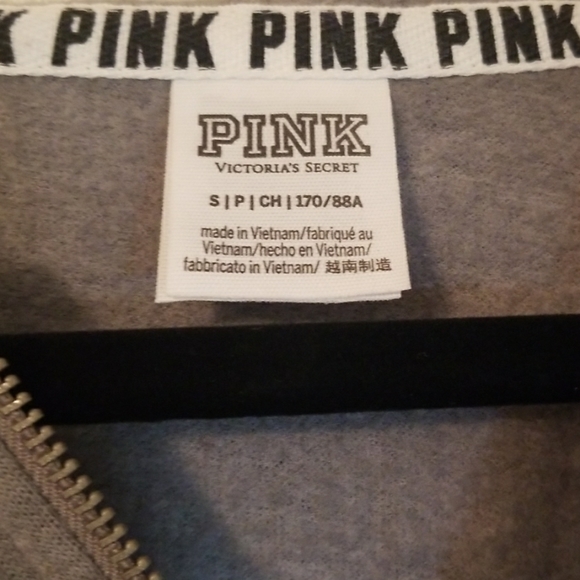 K PINK PINK PINK
PINK
VICTORIA'S SECRET
S | P | CH | 170/88A
made in Vietnam/fabriqué au
Vietnam/hecho en Vietnam/
fabbricato in Vietnam/ 越南制造